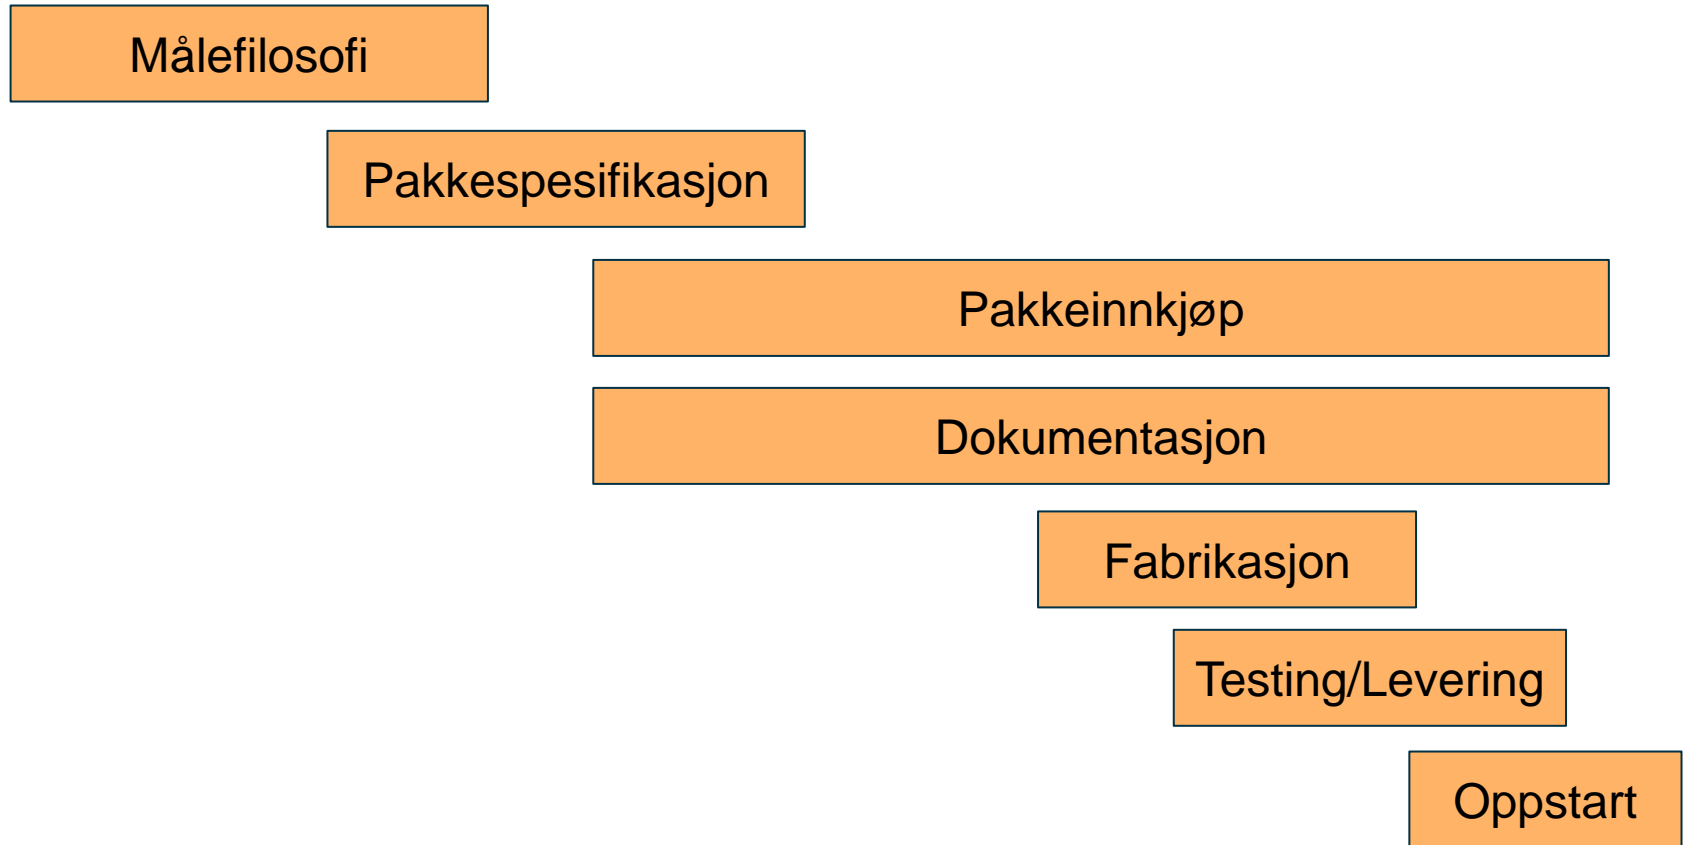 Målefilosofi
Pakkespesifikasjon
Pakkeinnkjøp
Dokumentasjon
Fabrikasjon
Testing/Levering
Oppstart